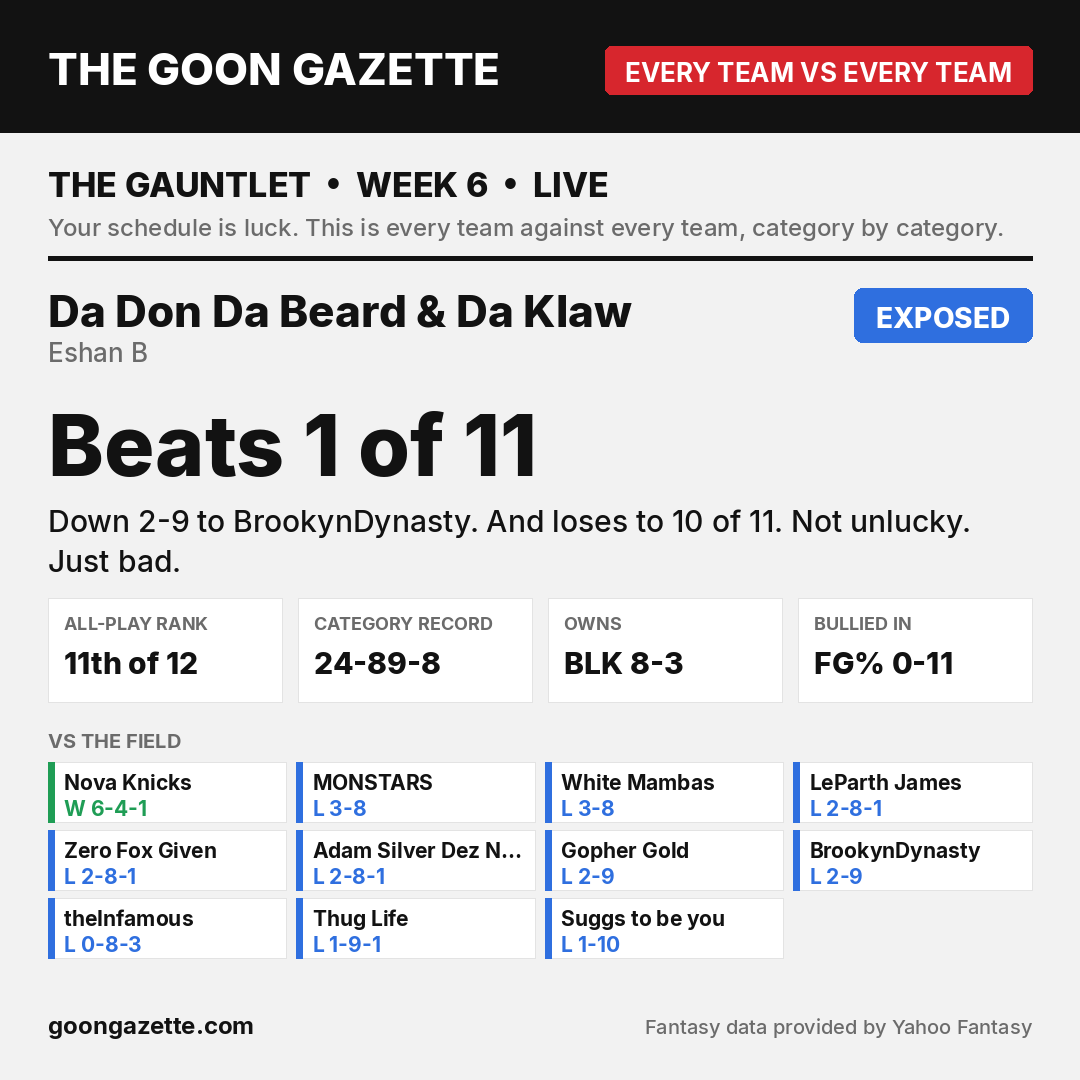 THE GOON GAZETTE
EVERY TEAM VS EVERY TEAM
THE GAUNTLET • WEEK 6 • LIVE
Your schedule is luck. This is every team against every team, category by category.
Da Don Da Beard & Da Klaw
EXPOSED
Eshan B
Beats 1 of 11
Down 2-9 to BrookynDynasty. And loses to 10 of 11. Not unlucky.
Just bad.
ALL-PLAY RANK
11th of 12
CATEGORY RECORD
24-89-8
OWNS
BLK 8-3
BULLIED IN
FG% 0-11
VS THE FIELD
Nova Knicks
W 6-4-1
MONSTARS
L 3-8
White Mambas
L 3-8
LeParth James
L 2-8-1
Zero Fox Given
L 2-8-1
Adam Silver Dez N...
L 2-8-1
Gopher Gold
L 2-9
BrookynDynasty
L 2-9
theInfamous
L 0-8-3
Thug Life
L 1-9-1
Suggs to be you
L 1-10
goongazette.com
Fantasy data provided by Yahoo Fantasy